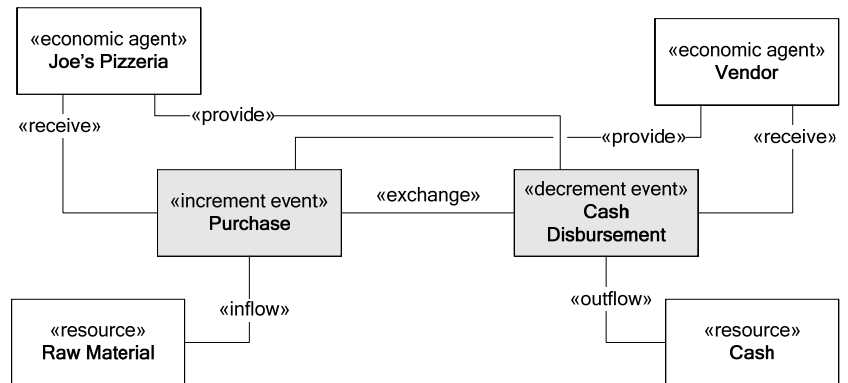 «economic agent»
Joe's Pizzeria
«economic agent»
Vendor
«receive»
«provide»
«provide»
«receive»
«increment event»
Purchase
«exchange»
«decrement event»
Cash
Disbursement
«inflow»
«outflow»
«resource»
Raw Material
«resource»
Cash